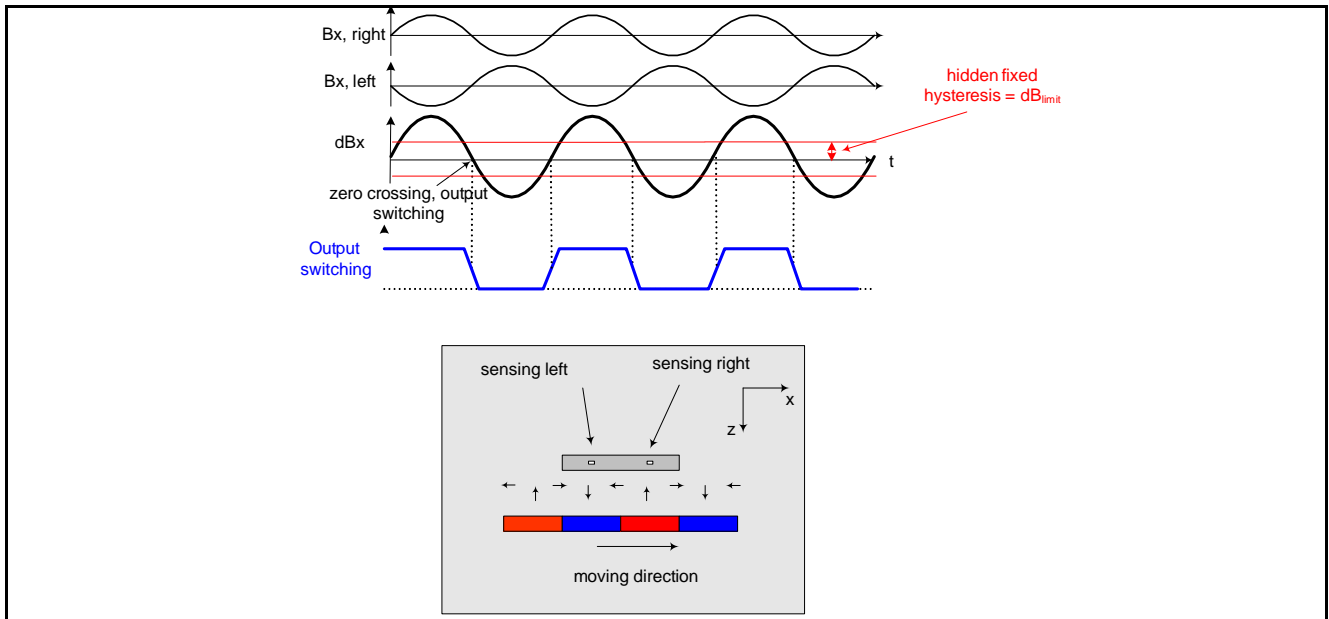 Bx, right
Bx, left
hidden fixed
hysteresis = dBlimit
dBx
t
zero crossing, output
switching
Output
switching
sensing left
sensing right
x
z
moving direction